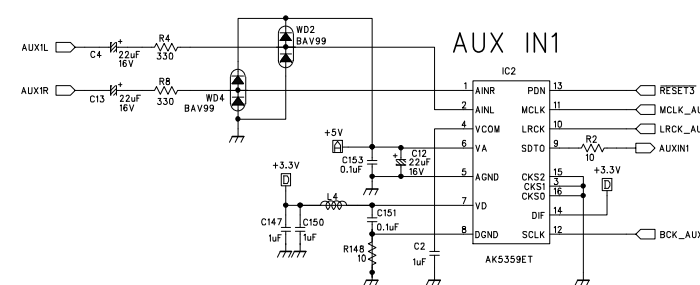 WD2
BAV99
AUX IN1
AUX1L
C4
+
22uF
16V
R4
330
IC2
AUX1R
C13
+
22uF
16V
R8
330
WD4
BAV99
1 AINR PDN 13 RESET3
2 AINL MCLK 11 MCLK_AU
4 VCOM LRCK 10 LRCK_AU
+5V
A
6 VA SDTO 9 R2 10 AUXIN1
C153
0.1uF
+
C12
22uF
16V
5 AGND CKS2 15
CKS1 3
CKS0 16
+3.3V
D
+3.3V
D
L4
7 VD DIF 14
C147
1uF
C150
1uF
C151
0.1uF
8 DGND SCLK 12 BCK_AUX
R148
10
C2
1uF
AK5359ET